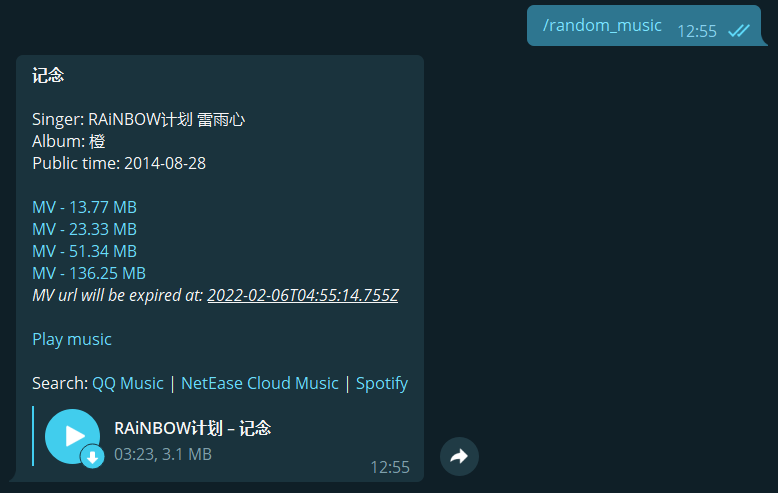 /random_music 12:55
记念
Singer: RAiNBOW计划 雷雨心
Album: 橙
Public time: 2014-08-28
MV - 13.77 MB
MV - 23.33 MB
MV - 51.34 MB
MV - 136.25 MB
MV url will be expired at: 2022-02-06T04:55:14.755Z
Play music
Search: QQ Music | NetEase Cloud Music | Spotify
RAiNBOW计划 – 记念
03:23, 3.1 MB
12:55